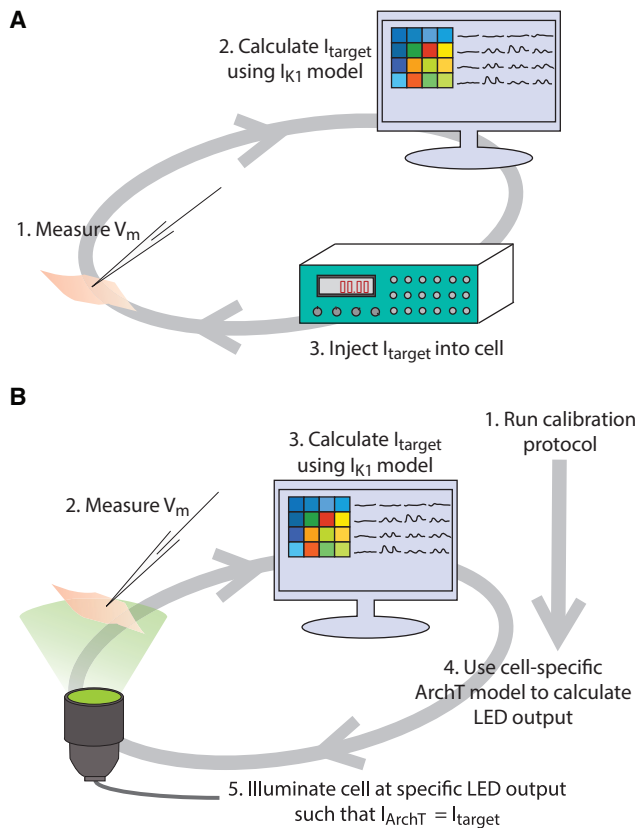 A
2. Calculate Itarget
using IK1 model
1. Measure Vm
00.00
3. Inject Itarget into cell
B
1. Run calibration
protocol
3. Calculate Itarget
using IK1 model
2. Measure Vm
4. Use cell-specific
ArchT model to calculate
LED output
5. Illuminate cell at specific LED output
such that IArchT = Itarget